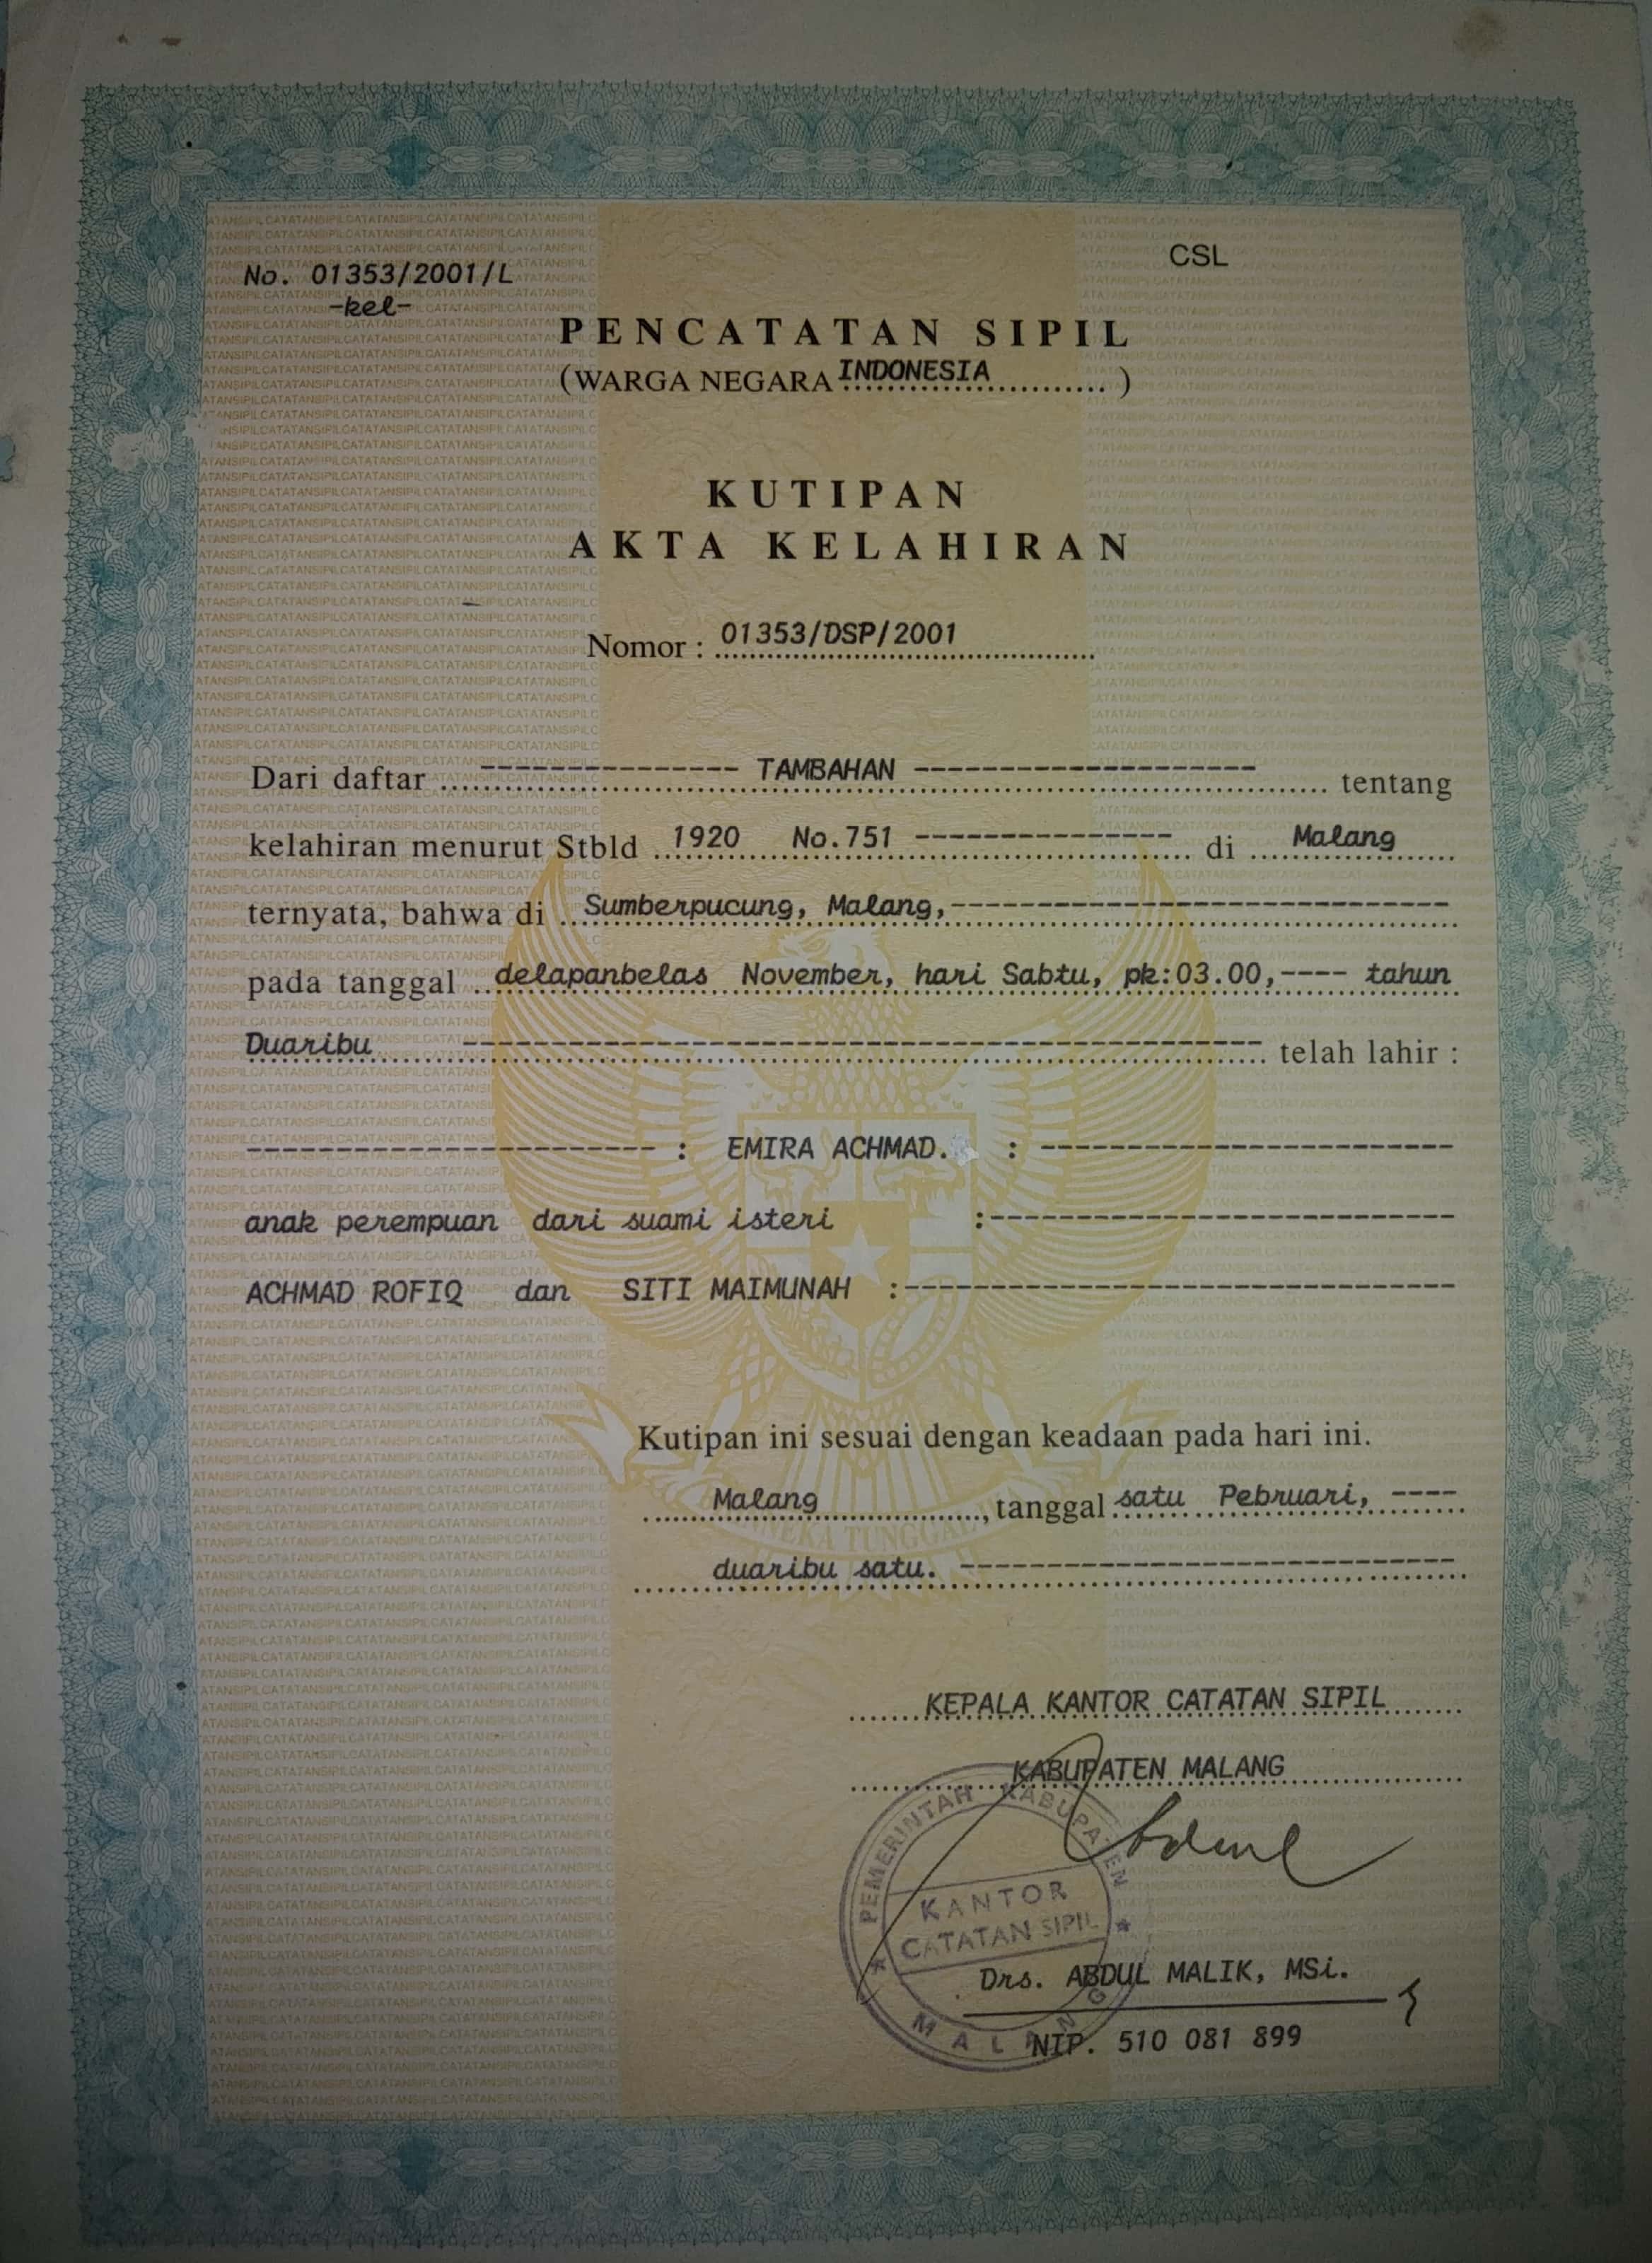 No. 01353/2001/L
-kel-
CSL
PENCATATAN SIPIL
(WARGA NEGARA INDONESIA .......... )
KUTIPAN
AKTA KELAHIRAN
Nomor : 01353/DSP/2001
Dari daftar --------------- TAMBAHAN -------------------- tentang
kelahiran menurut Stbld 1920 No.751 --------------- di Malang
ternyata, bahwa di Sumberpucung, Malang,-----------------------------
pada tanggal delapanbelas November, hari Sabtu, pk:03.00,---- tahun
Duaribu ----------------------------------------------- telah lahir :
------------------------ : EMIRA ACHMAD. : ------------------------
anak perempuan dari suami isteri :---------------------------
ACHMAD ROFIQ dan SITI MAIMUNAH :--------------------------------
Kutipan ini sesuai dengan keadaan pada hari ini.
Malang, tanggal satu Pebruari, ----
duaribu satu. -----------------------------
KEPALA KANTOR CATATAN SIPIL
KABUPATEN MALANG
PEMERINTAH KABUPATEN
KANTOR
CATATAN SIPIL
MALANG
Drs. ABDUL MALIK, MSi.
NIP. 510 081 899